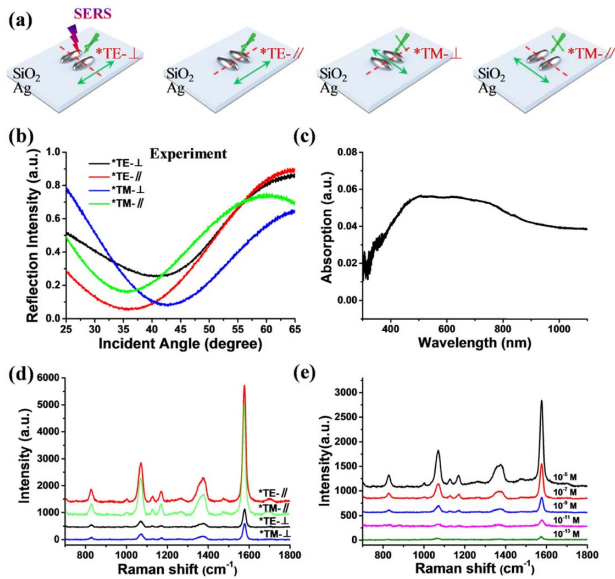 (a)
SERS
*TE-⊥
*TE-//
*TM-⊥
*TM-//
SiO2
Ag
SiO2
Ag
SiO2
Ag
SiO2
Ag
(b)
Experiment
*TE-⊥
*TE-//
*TM-⊥
*TM-//
Reflection Intensity (a.u.)
1.0
0.8
0.6
0.4
0.2
0.0
25 30 35 40 45 50 55 60 65
Incident Angle (degree)
(c)
Absorption (a.u.)
0.08
0.06
0.04
0.02
0.00
400 600 800 1000
Wavelength (nm)
(d)
Intensity (a.u.)
6000
5000
4000
3000
2000
1000
0
*TE-//
*TM-//
*TE-⊥
*TM-⊥
800 1000 1200 1400 1600 1800
Raman shift (cm-1)
(e)
Intensity (a.u.)
3000
2500
2000
1500
1000
500
0
10-5 M
10-7 M
10-9 M
10-11 M
10-13 M
800 1000 1200 1400 1600 1800
Raman shift (cm-1)